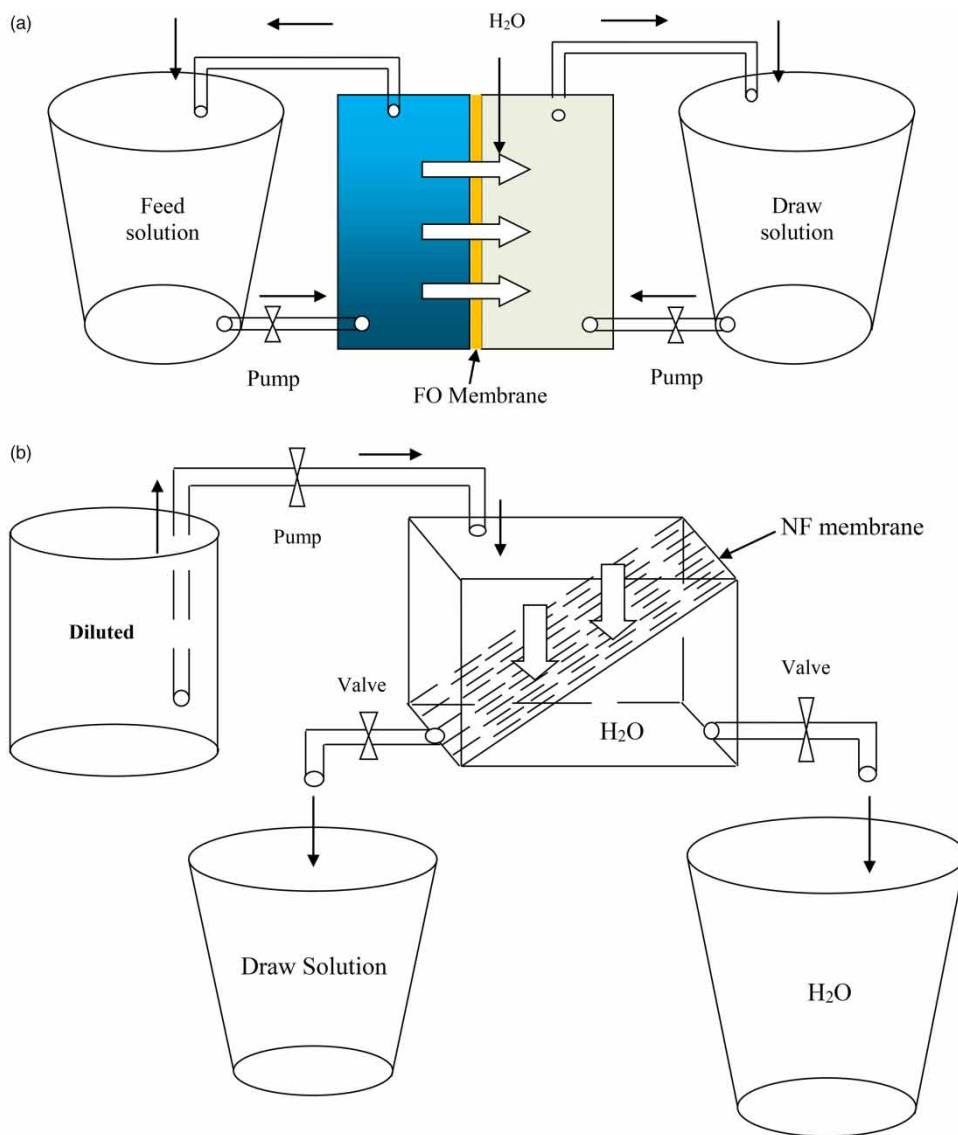 (a)
H₂O
Feed
solution
Draw
solution
Pump
Pump
FO Membrane
(b)
Pump
NF membrane
Diluted
Valve
Valve
H₂O
Draw Solution
H₂O